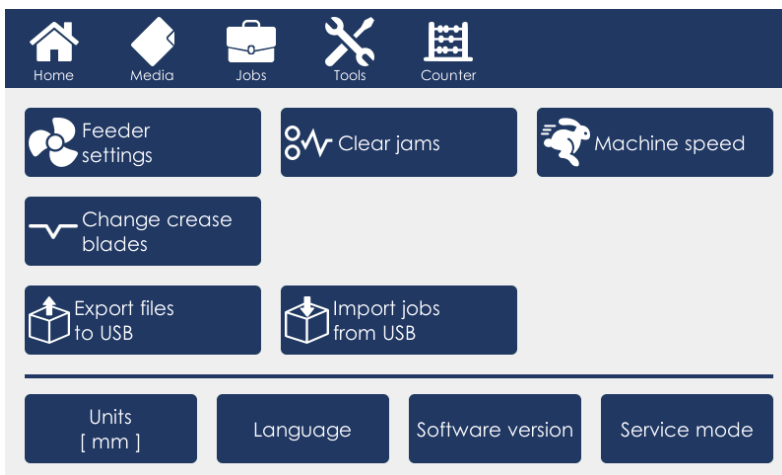 Home
Media
Jobs
Tools
Counter
Feeder
settings
Clear jams
Machine speed
Change crease
blades
Export files
to USB
Import jobs
from USB
Units
[ mm ]
Language
Software version
Service mode